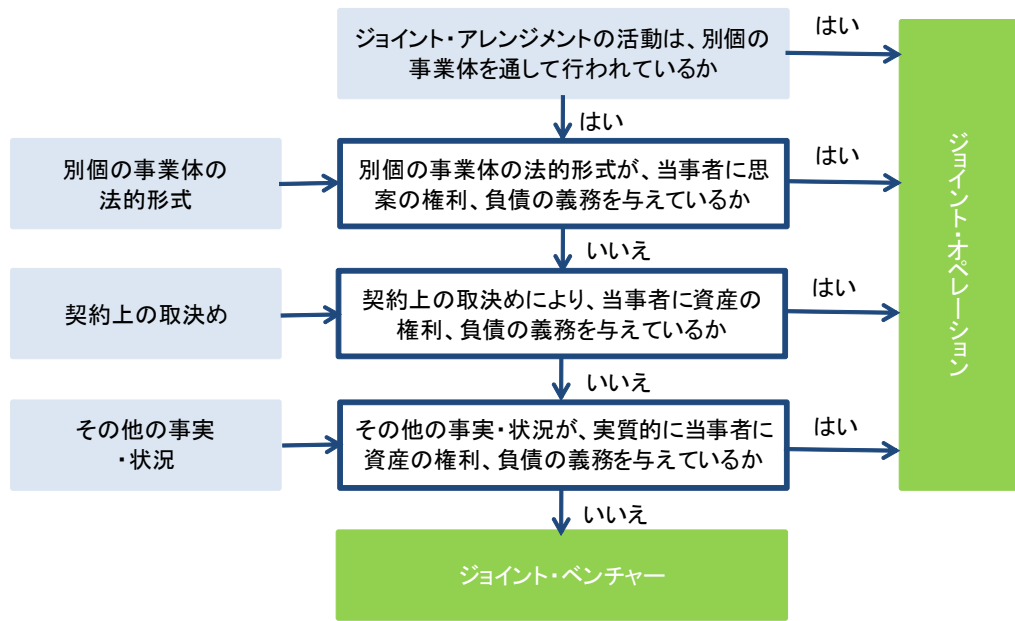 ジョイント・アレンジメントの活動は、別個の
事業体を通して行われているか
はい
はい
別個の事業体の
法的形式
別個の事業体の法的形式が、当事者に思
案の権利、負債の義務を与えているか
はい
いいえ
契約上の取決め
契約上の取決めにより、当事者に資産の
権利、負債の義務を与えているか
はい
いいえ
その他の事実
・状況
その他の事実・状況が、実質的に当事者に
資産の権利、負債の義務を与えているか
はい
いいえ
ジョイント・オペレーション
ジョイント・ベンチャー